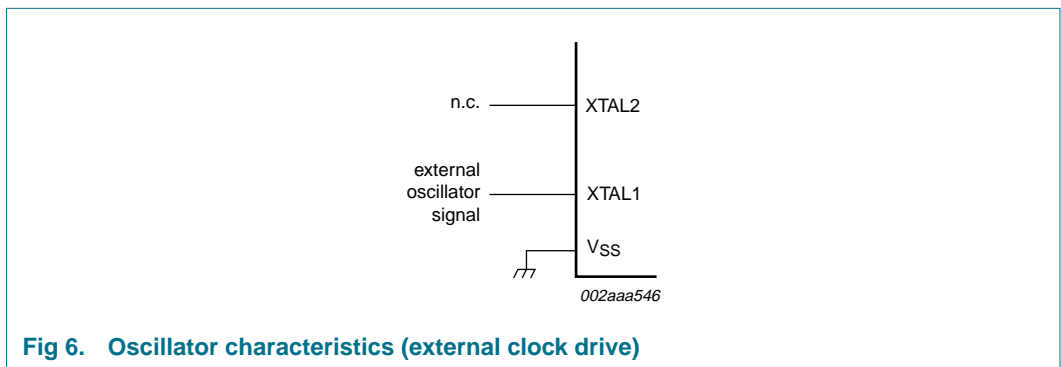 n.c.
XTAL2
external
oscillator
signal
XTAL1
VSS
002aaa546
Fig 6. Oscillator characteristics (external clock drive)